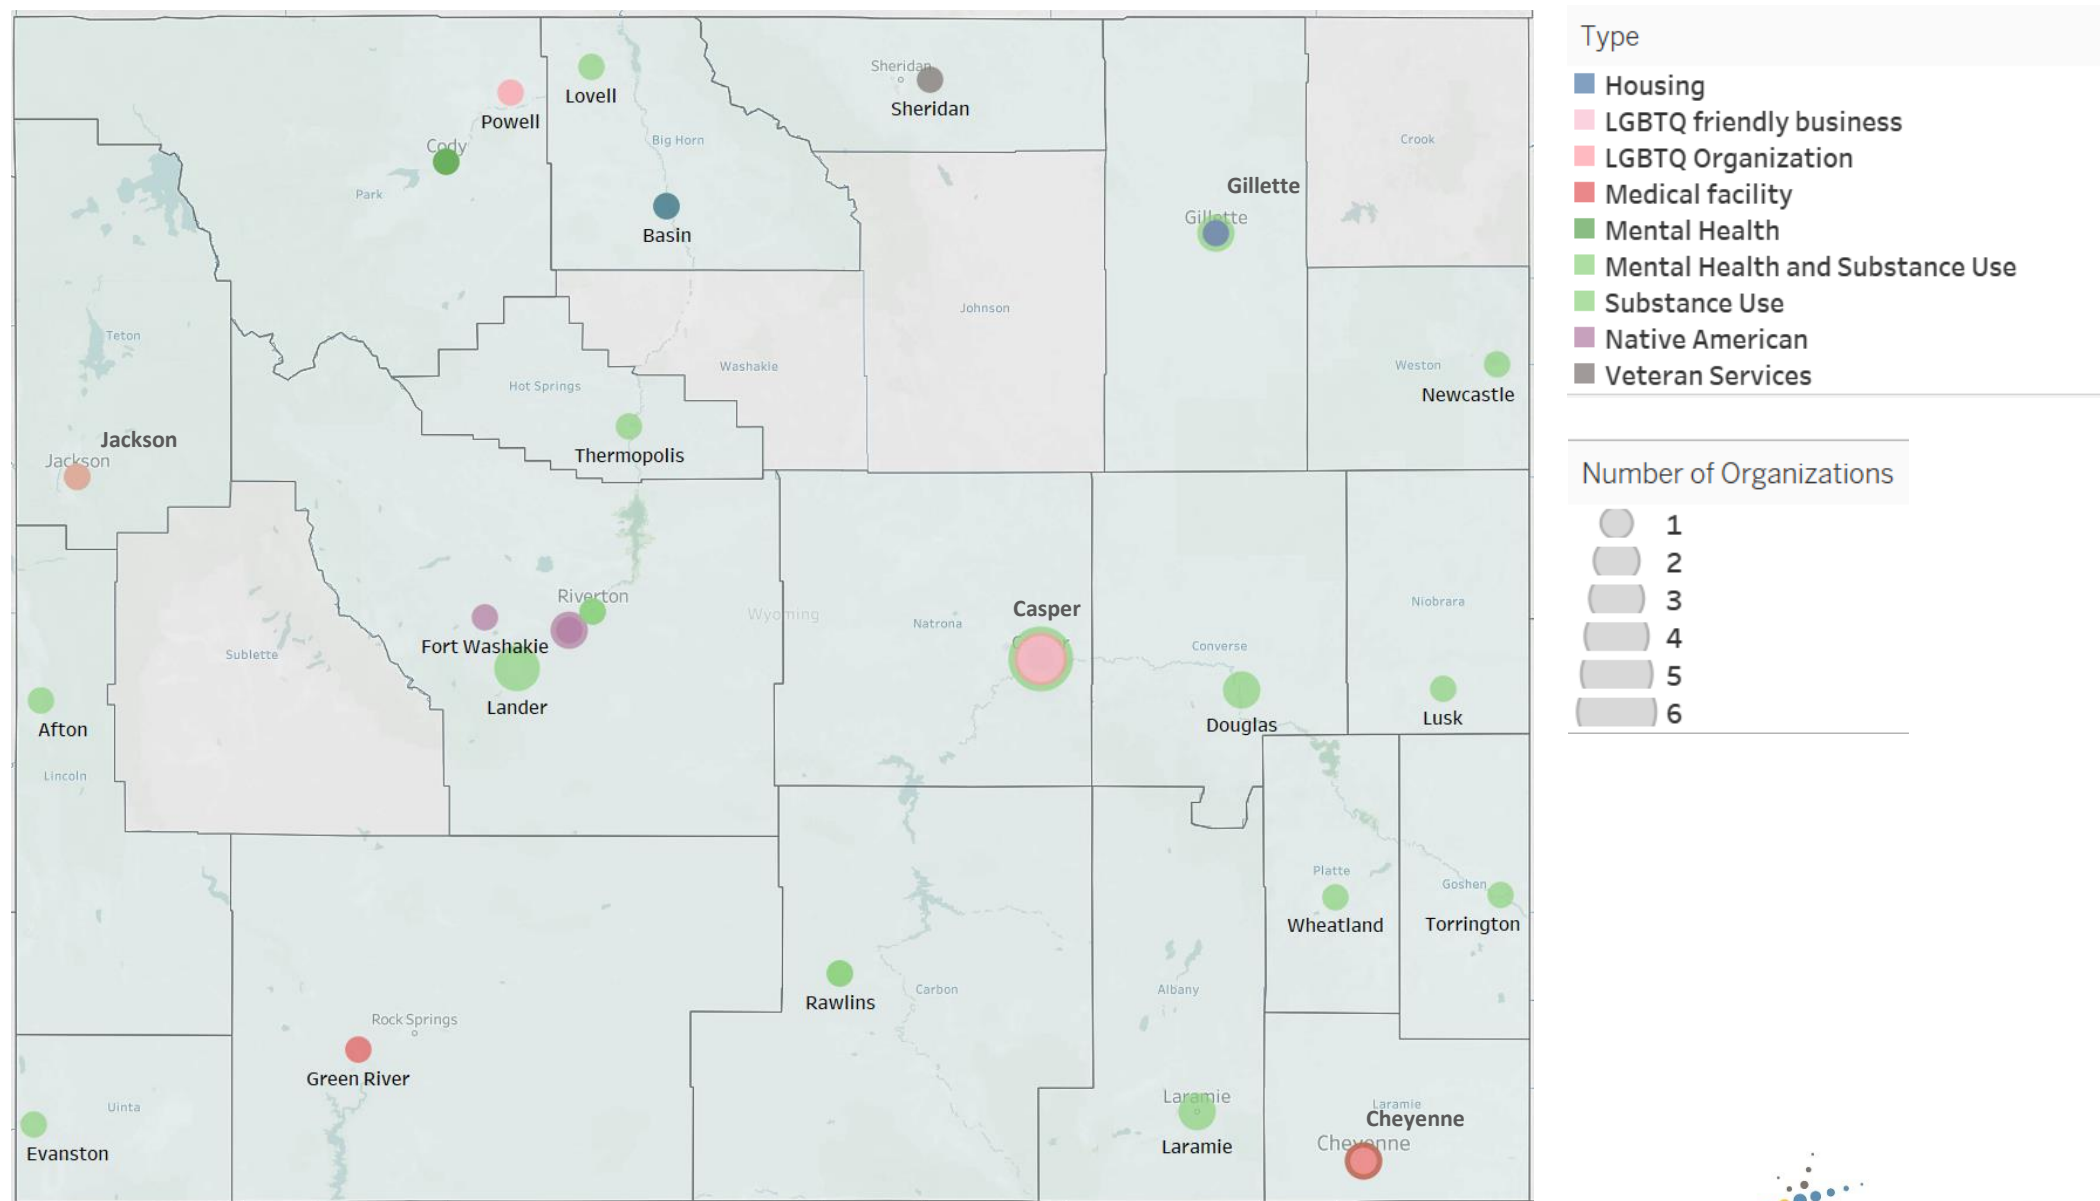 Sheridan
Lovell
Powell
Sheridan
Big Horn
Cody
Crook
Park
Gillette
Gillette
Basin
Johnson
Teton
Washakie
Weston
Hot Springs
Newcastle
Jackson
Thermopolis
Jackson
Riverton
Wyoming
Casper
Niobrara
Natrona
Fort Washakie
Converse
Sublette
Lander
Douglas
Lusk
Afton
Lincoln
Platte
Goshen
Wheatland
Torrington
Rawlins
Carbon
Albany
Rock Springs
Green River
Laramie
Laramie
Uinta
Cheyenne
Evanston
Laramie
Cheyenne
Type
Housing
LGBTQ friendly business
LGBTQ Organization
Medical facility
Mental Health
Mental Health and Substance Use
Substance Use
Native American
Veteran Services
Number of Organizations
1
2
3
4
5
6